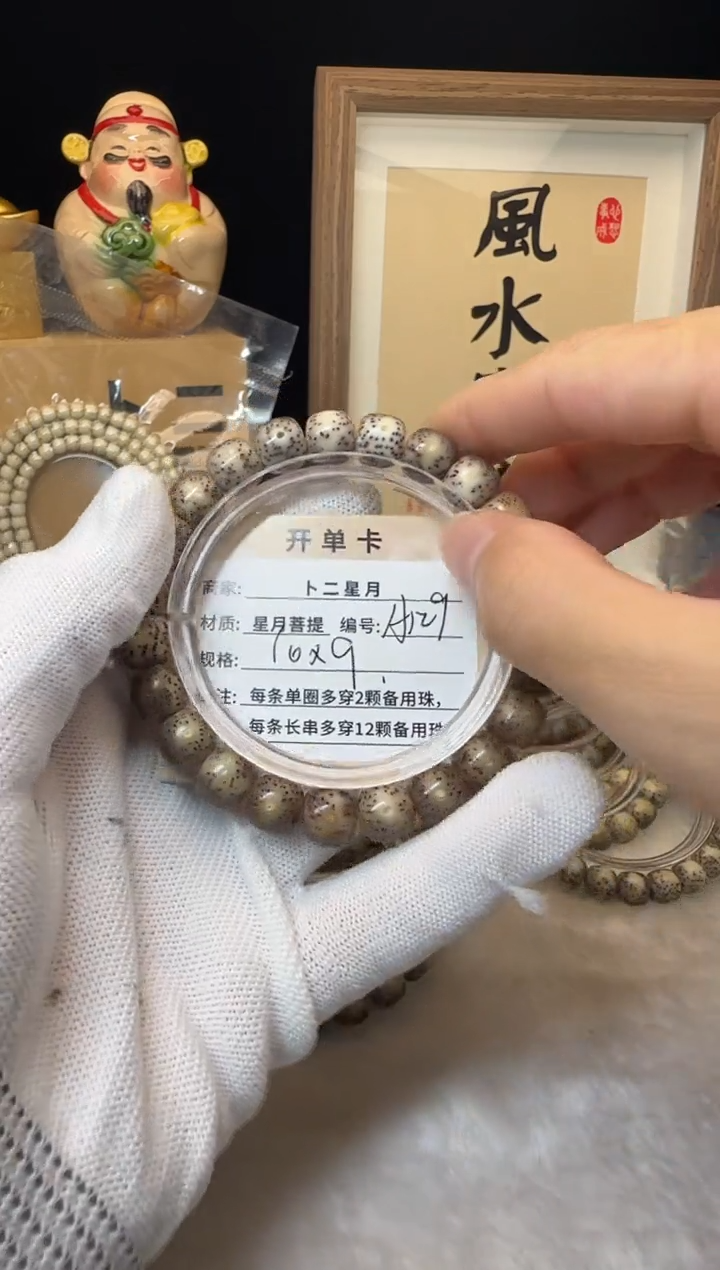 風
水
开单卡
商家: 卜二星月
材质: 星月菩提 编号:
规格: 10x9
注: 每条单圈多穿2颗备用珠,
每条长串多穿12颗备用珠